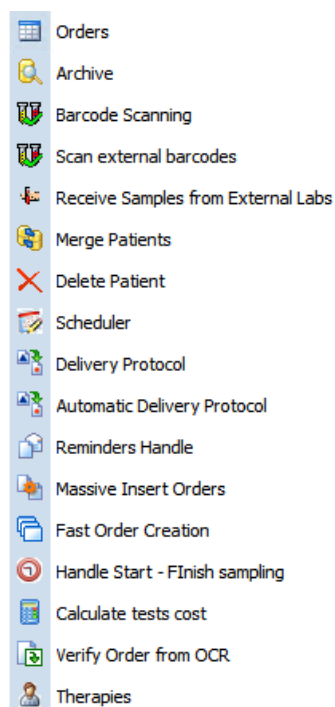 Orders
Archive
Barcode Scanning
Scan external barcodes
Receive Samples from External Labs
Merge Patients
Delete Patient
Scheduler
Delivery Protocol
Automatic Delivery Protocol
Reminders Handle
Massive Insert Orders
Fast Order Creation
Handle Start - FInish sampling
Calculate tests cost
Verify Order from OCR
Therapies